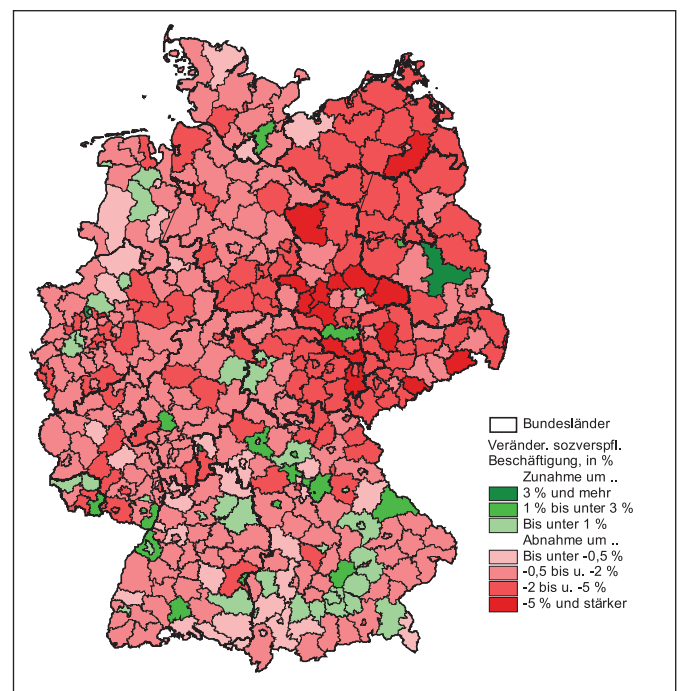 Bundesländer
Veränder. sozverspfl.
Beschäftigung, in %
Zunahme um ..
3 % und mehr
1 % bis unter 3 %
Bis unter 1 %
Abnahme um ..
Bis unter -0,5 %
-0,5 bis u. -2 %
-2 bis u. -5 %
-5 % und stärker